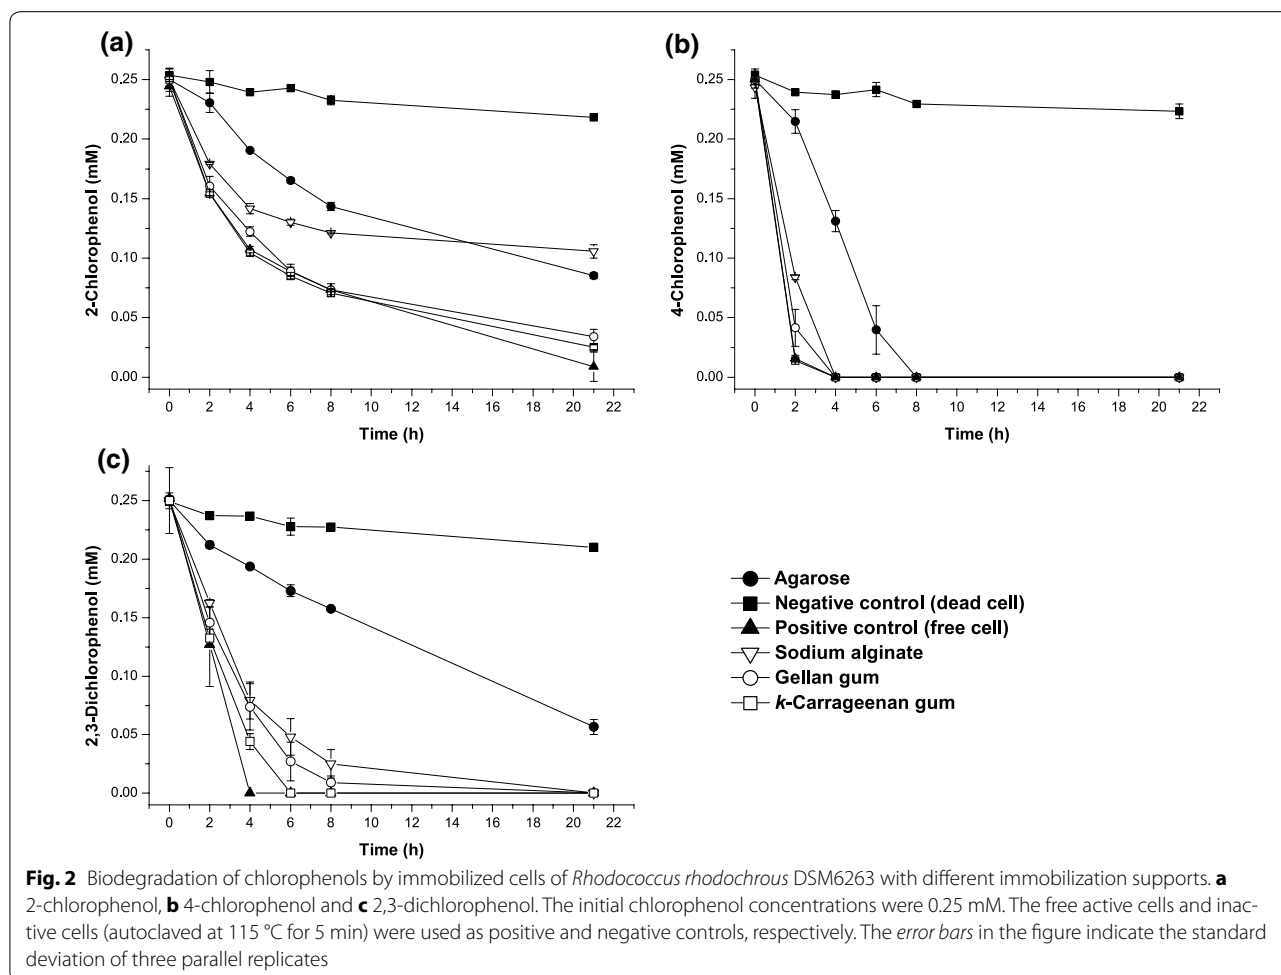 (a)
0.25
0.20
0.15
0.10
0.05
0.00
2-Chlorophenol (mM)
0 2 4 6 8 10 12 14 16 18 20 22
Time (h)
(b)
0.25
0.20
0.15
0.10
0.05
0.00
4-Chlorophenol (mM)
0 2 4 6 8 10 12 14 16 18 20 22
Time (h)
(c)
0.25
0.20
0.15
0.10
0.05
0.00
2,3-Dichlorophenol (mM)
0 2 4 6 8 10 12 14 16 18 20 22
Time (h)
Agarose
Negative control (dead cell)
Positive control (free cell)
Sodium alginate
Gellan gum
k-Carrageenan gum
Fig. 2 Biodegradation of chlorophenols by immobilized cells of Rhodococcus rhodochrous DSM6263 with different immobilization supports. a
2-chlorophenol, b 4-chlorophenol and c 2,3-dichlorophenol. The initial chlorophenol concentrations were 0.25 mM. The free active cells and inac-
tive cells (autoclaved at 115 °C for 5 min) were used as positive and negative controls, respectively. The error bars in the figure indicate the standard
deviation of three parallel replicates